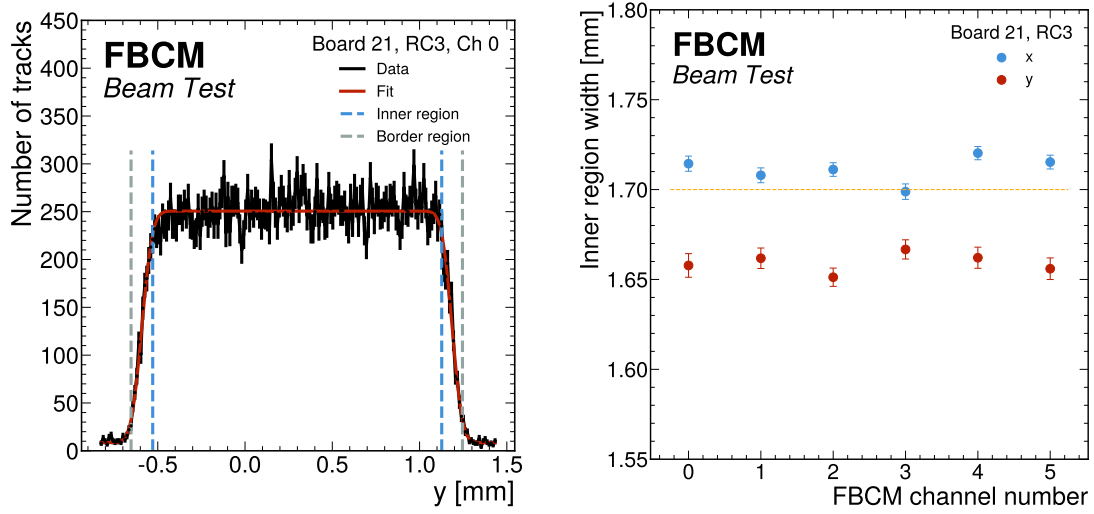 Number of tracks
450
400
350
300
250
200
150
100
50
0
FBCM
Beam Test
Board 21, RC3, Ch 0
Data
Fit
Inner region
Border region
-0.5
0.0
0.5
1.0
1.5
y [mm]
Inner region width [mm]
1.80
1.75
1.70
1.65
1.60
1.55
FBCM
Beam Test
Board 21, RC3
x
y
0
1
2
3
4
5
FBCM channel number